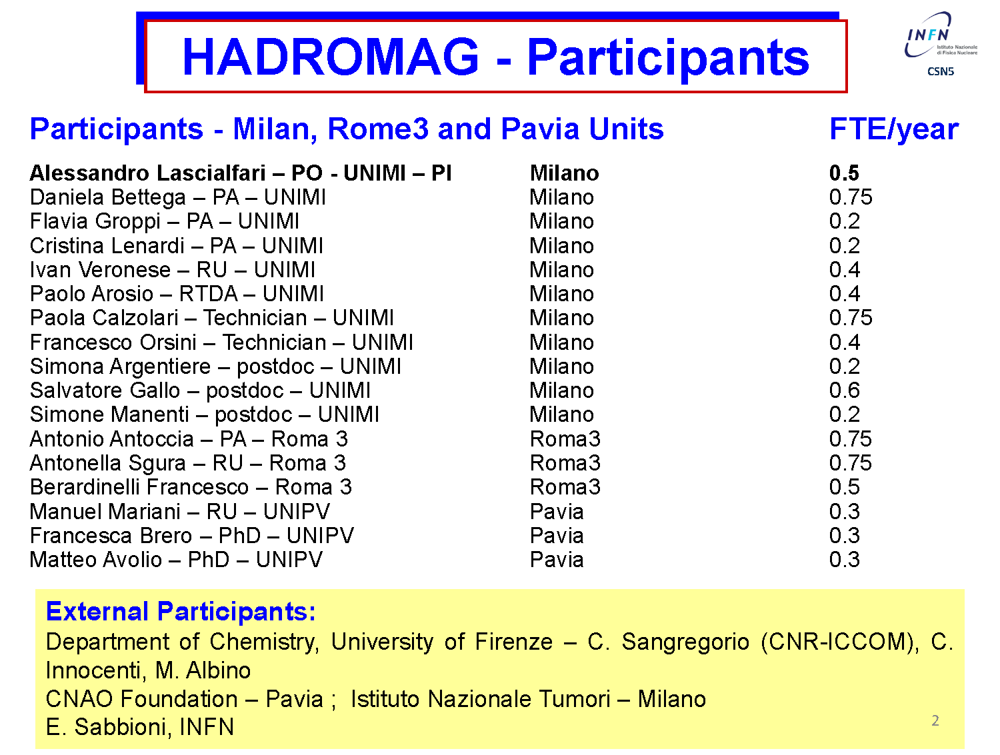 HADROMAG - Participants
INFN
Istituto Nazionale
di Fisica Nucleare
CSN5
Participants - Milan, Rome3 and Pavia Units FTE/year
Alessandro Lascialfari – PO - UNIMI – PI Milano 0.5
Daniela Bettega – PA – UNIMI Milano 0.75
Flavia Groppi – PA – UNIMI Milano 0.2
Cristina Lenardi – PA – UNIMI Milano 0.2
Ivan Veronese – RU – UNIMI Milano 0.4
Paolo Arosio – RTDA – UNIMI Milano 0.4
Paola Calzolari – Technician – UNIMI Milano 0.75
Francesco Orsini – Technician – UNIMI Milano 0.4
Simona Argentiere – postdoc – UNIMI Milano 0.2
Salvatore Gallo – postdoc – UNIMI Milano 0.6
Simone Manenti – postdoc – UNIMI Milano 0.2
Antonio Antoccia – PA – Roma 3 Roma3 0.75
Antonella Sgura – RU – Roma 3 Roma3 0.75
Berardinelli Francesco – Roma 3 Roma3 0.5
Manuel Mariani – RU – UNIPV Pavia 0.3
Francesca Brero – PhD – UNIPV Pavia 0.3
Matteo Avolio – PhD – UNIPV Pavia 0.3
External Participants:
Department of Chemistry, University of Firenze – C. Sangregorio (CNR-ICCOM), C.
Innocenti, M. Albino
CNAO Foundation – Pavia ; Istituto Nazionale Tumori – Milano
E. Sabbioni, INFN
2